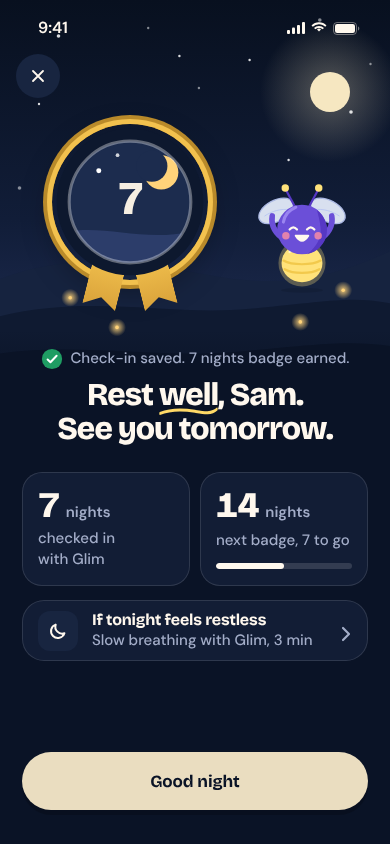 9:41
7
Check-in saved. 7 nights badge earned.
Rest well, Sam.
See you tomorrow.
7 nights
checked in
with Glim
14 nights
next badge, 7 to go
If tonight feels restless
Slow breathing with Glim, 3 min
Good night